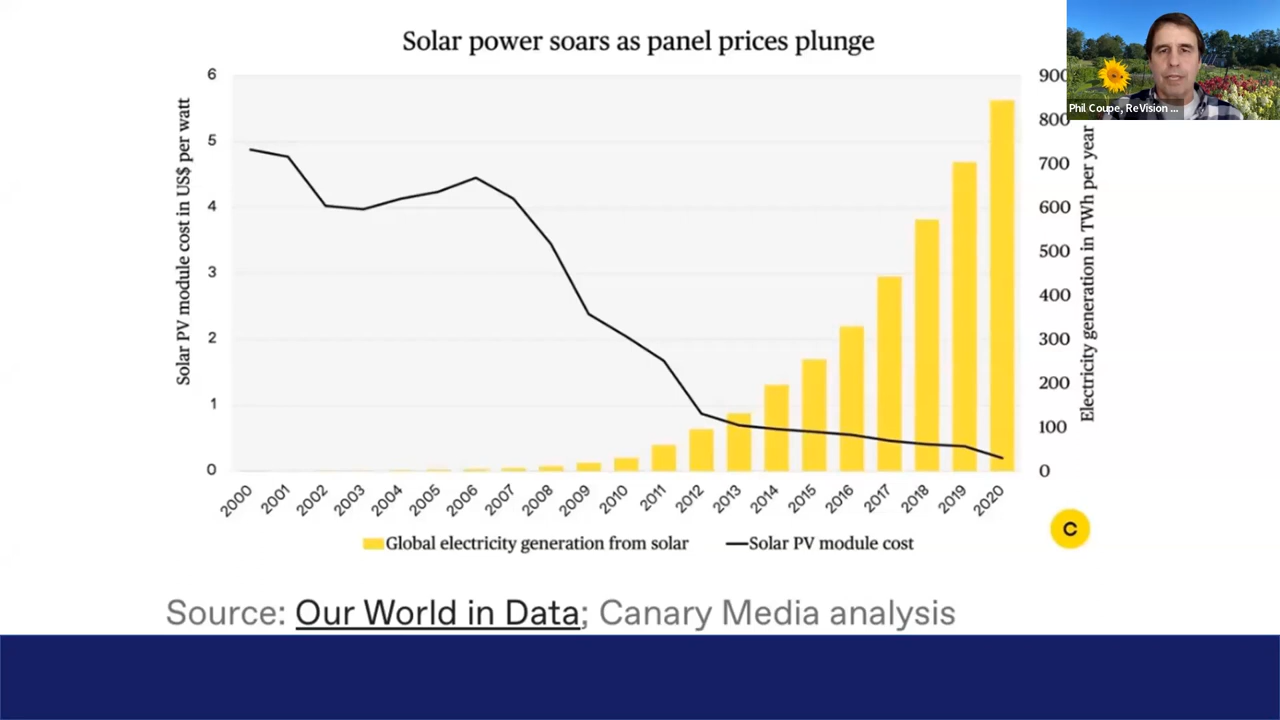 Solar power soars as panel prices plunge
Phil Coupe, ReVision ...
Solar PV module cost in US$ per watt
6
5
4
3
2
1
0
900
800
700
600
500
400
300
200
100
0
Electricity generation in TWh per year
2000 2001 2002 2003 2004 2005 2006 2007 2008 2009 2010 2011 2012 2013 2014 2015 2016 2017 2018 2019 2020
C
Global electricity generation from solar
Solar PV module cost
Source: Our World in Data; Canary Media analysis